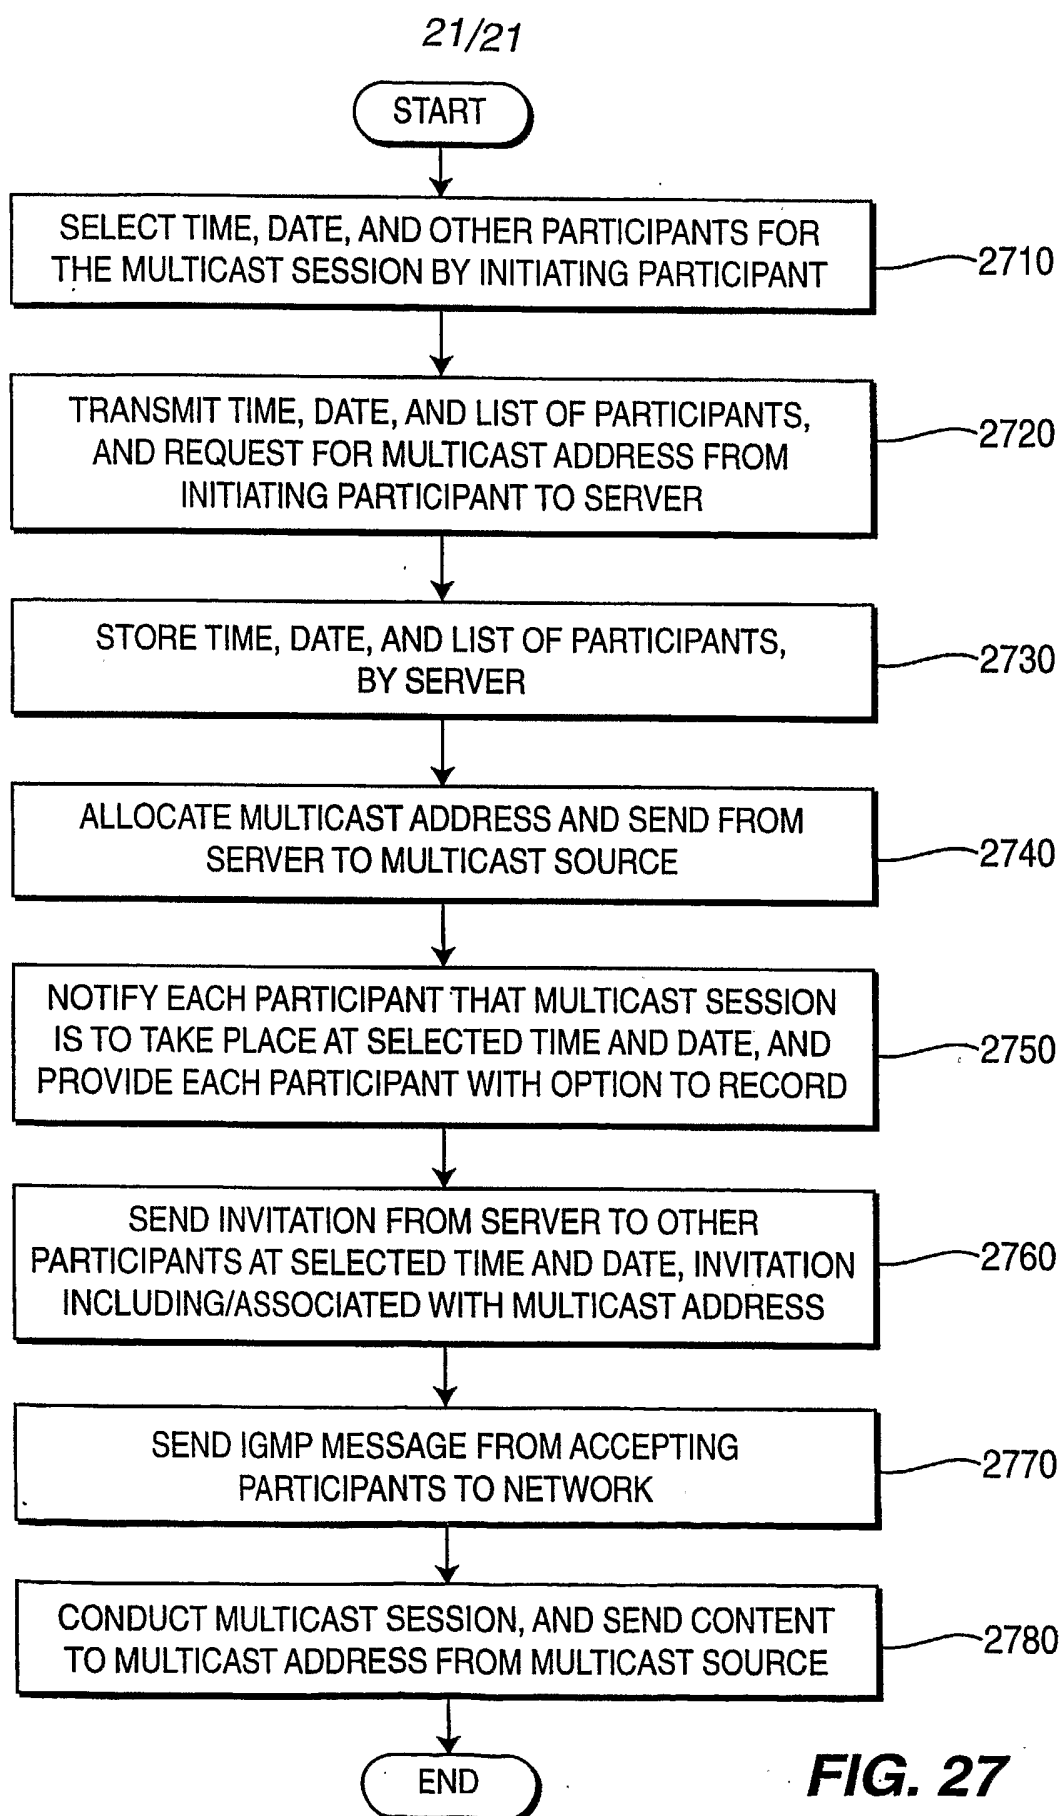 21/21
START
SELECT TIME, DATE, AND OTHER PARTICIPANTS FOR
THE MULTICAST SESSION BY INITIATING PARTICIPANT
2710
TRANSMIT TIME, DATE, AND LIST OF PARTICIPANTS,
AND REQUEST FOR MULTICAST ADDRESS FROM
INITIATING PARTICIPANT TO SERVER
2720
STORE TIME, DATE, AND LIST OF PARTICIPANTS,
BY SERVER
2730
ALLOCATE MULTICAST ADDRESS AND SEND FROM
SERVER TO MULTICAST SOURCE
2740
NOTIFY EACH PARTICIPANT THAT MULTICAST SESSION
IS TO TAKE PLACE AT SELECTED TIME AND DATE, AND
PROVIDE EACH PARTICIPANT WITH OPTION TO RECORD
2750
SEND INVITATION FROM SERVER TO OTHER
PARTICIPANTS AT SELECTED TIME AND DATE, INVITATION
INCLUDING/ASSOCIATED WITH MULTICAST ADDRESS
2760
SEND IGMP MESSAGE FROM ACCEPTING
PARTICIPANTS TO NETWORK
2770
CONDUCT MULTICAST SESSION, AND SEND CONTENT
TO MULTICAST ADDRESS FROM MULTICAST SOURCE
2780
END
FIG. 27